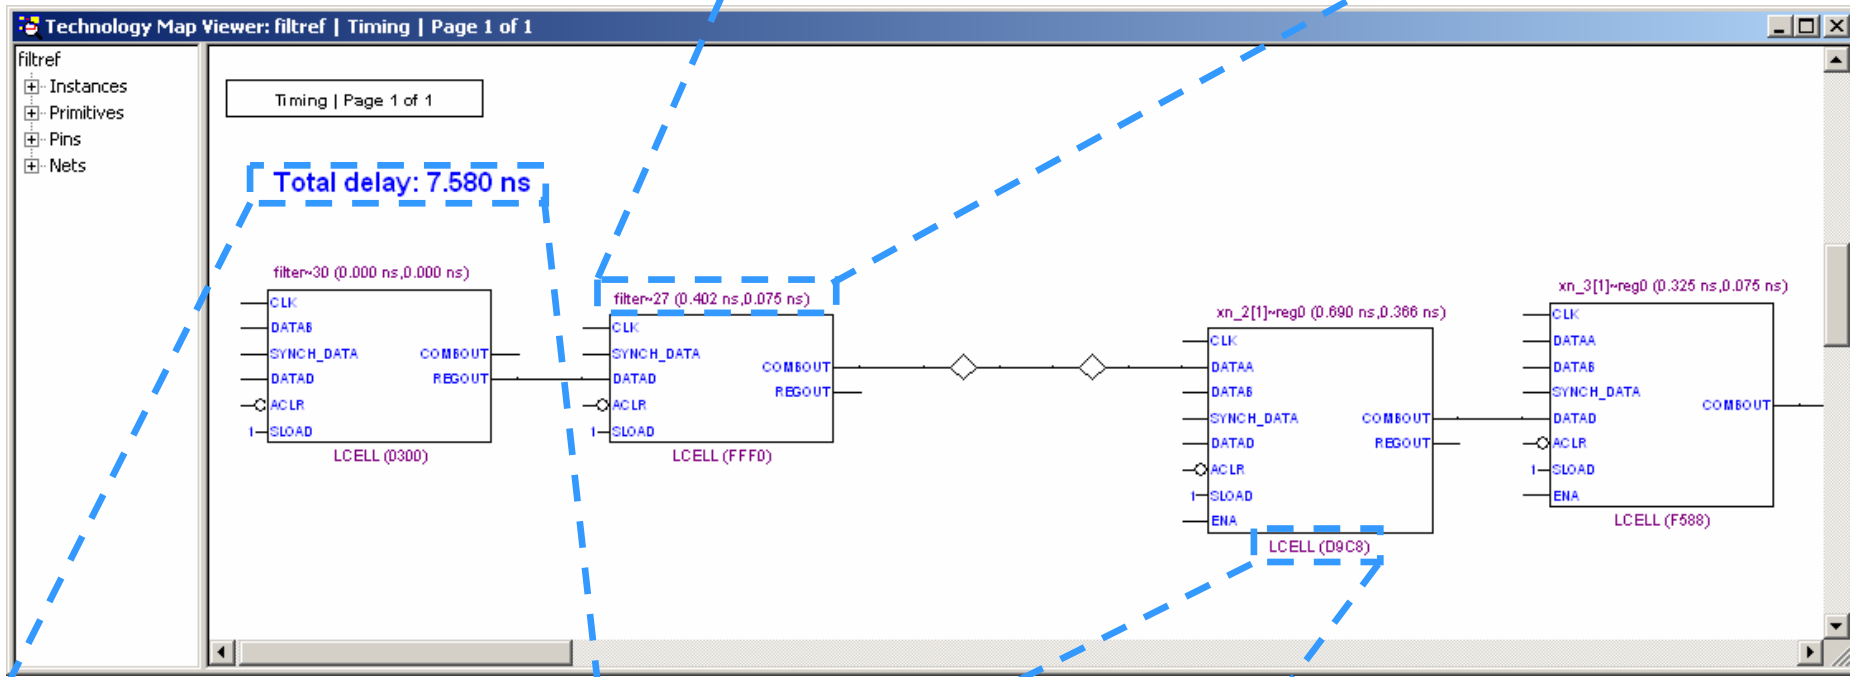 Technology Map Viewer: filtref | Timing | Page 1 of 1
filtref
Instances
Primitives
Pins
Nets
Timing | Page 1 of 1
Total delay: 7.580 ns
filter~30 (0.000 ns,0.000 ns)
CLK
DATAB
SYNCH_DATA
COMBOUT
DATAD
REGOUT
ACLR
1
SLOAD
LCELL (0300)
filter~27 (0.402 ns,0.075 ns)
CLK
SYNCH_DATA
COMBOUT
DATAD
REGOUT
ACLR
1
SLOAD
LCELL (FFF0)
xn_2[1]~reg0 (0.690 ns,0.366 ns)
CLK
DATAA
DATAB
SYNCH_DATA
COMBOUT
DATAD
REGOUT
ACLR
1
SLOAD
ENA
LCELL (D9C8)
xn_3[1]~reg0 (0.325 ns,0.075 ns)
CLK
DATAA
DATAB
SYNCH_DATA
COMBOUT
DATAD
ACLR
1
SLOAD
ENA
LCELL (F588)